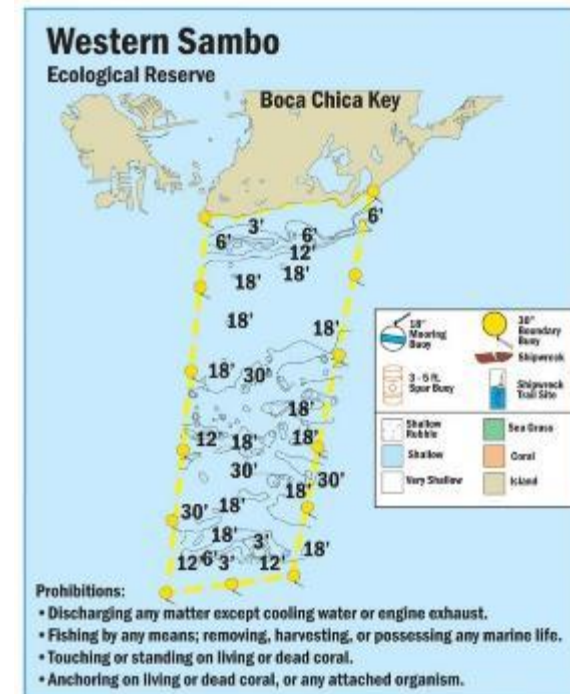 Western Sambo
Ecological Reserve
Boca Chica Key
6'
3'
6' 6'
12'
18' 18'
18' 18'
18' 30'
18'
12' 18' 18'
30' 18' 30'
30' 18'
18' 3' 18'
12' 6' 3' 12'
18"
Mooring
Buoy
30"
Boundary
Buoy
Shipwreck
3 - 5 ft.
Spar Buoy
Shipwreck
Trail Site
Shallow
Rubble
Sea Grass
Shallow
Coral
Very Shallow
Island
Prohibitions:
• Discharging any matter except cooling water or engine exhaust.
• Fishing by any means; removing, harvesting, or possessing any marine life.
• Touching or standing on living or dead coral.
• Anchoring on living or dead coral, or any attached organism.